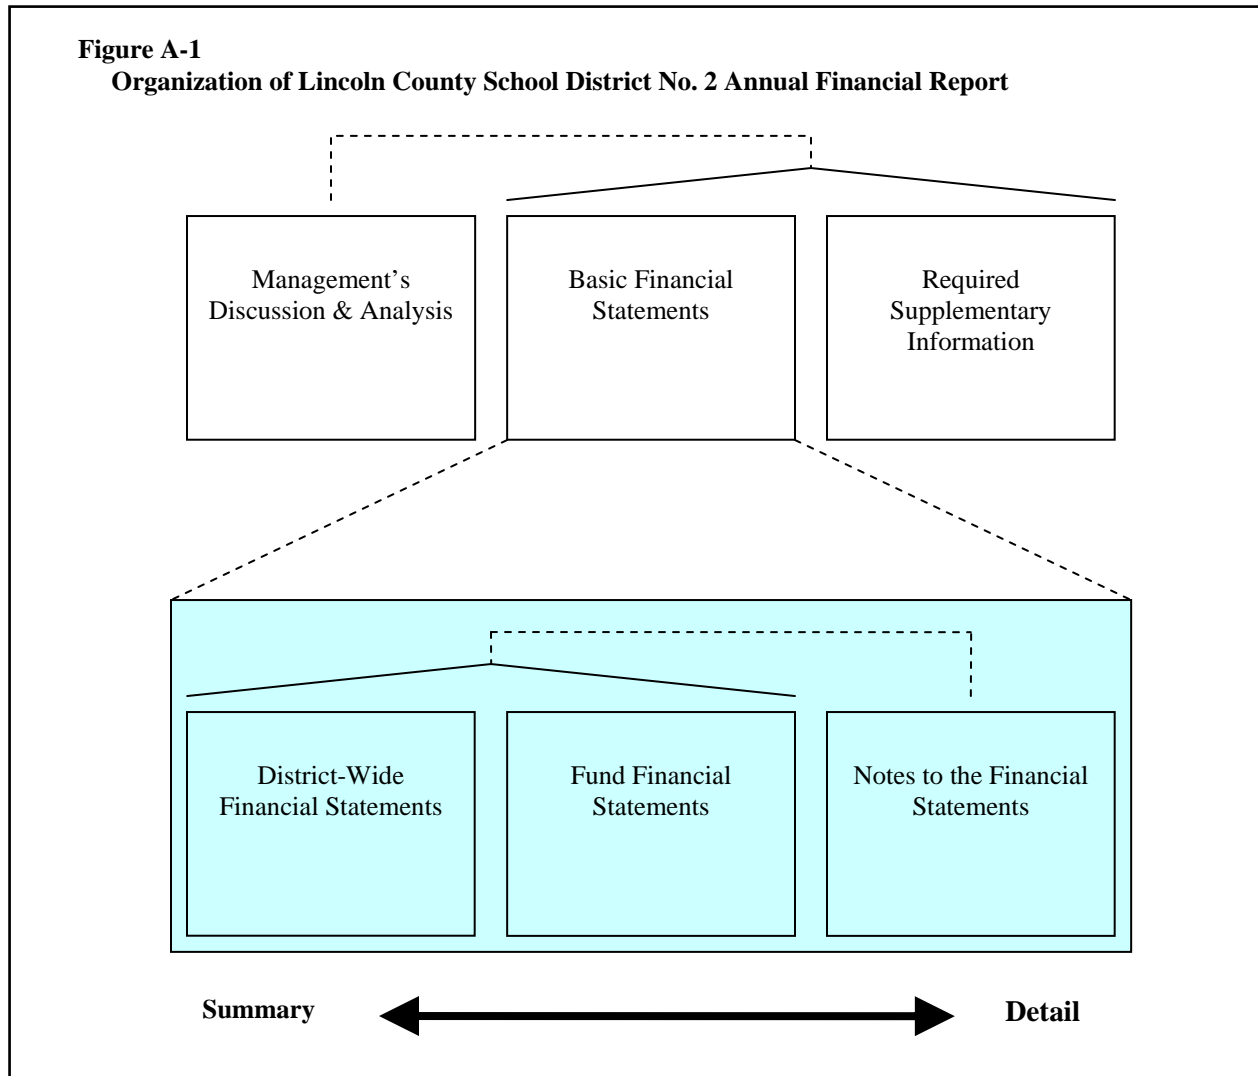 Figure A-1
Organization of Lincoln County School District No. 2 Annual Financial Report
Management’s
Discussion & Analysis
Basic Financial
Statements
Required
Supplementary
Information
District-Wide
Financial Statements
Fund Financial
Statements
Notes to the Financial
Statements
Summary
Detail